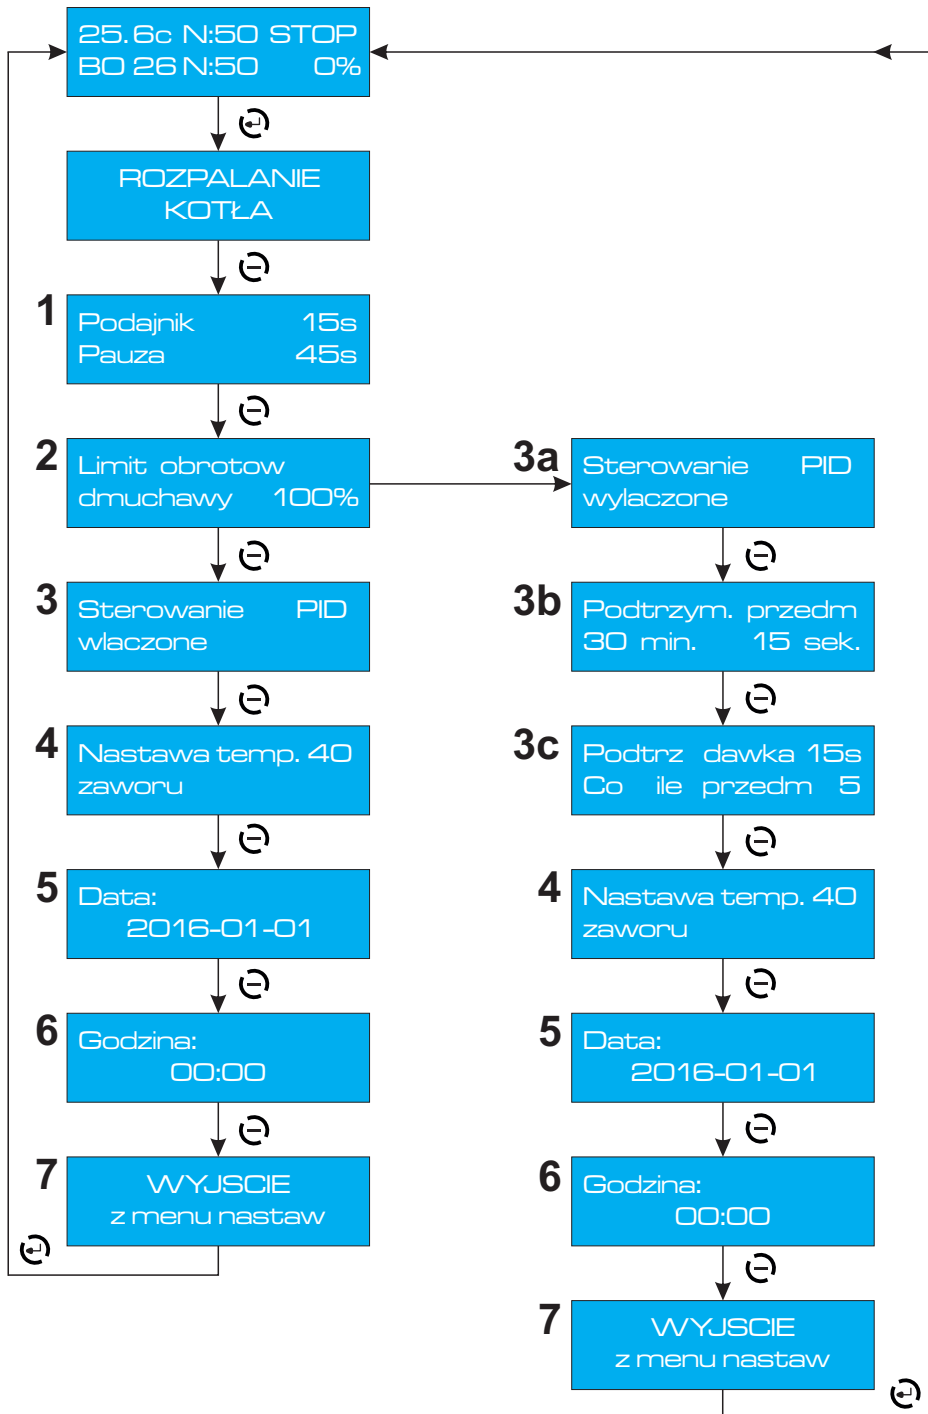 25.6c N:50 STOP
BO 26 N:50 0%
ROZPALANIE
KOTŁA
1
Podajnik 15s
Pauza 45s
2
Limit obrotow
dmuchawy 100%
3
Sterowanie PID
wlaczone
4
Nastawa temp. 40
zaworu
5
Data:
2016-01-01
6
Godzina:
00:00
7
WYJSCIE
z menu nastaw
3a
Sterowanie PID
wylaczone
3b
Podtrzym. przedm
30 min. 15 sek.
3c
Podtrz dawka 15s
Co ile przedm 5
4
Nastawa temp. 40
zaworu
5
Data:
2016-01-01
6
Godzina:
00:00
7
WYJSCIE
z menu nastaw